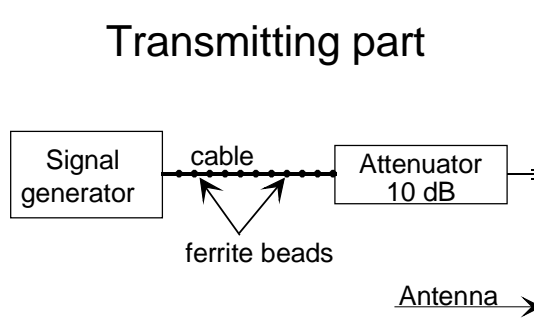 Transmitting part
Signal
generator
cable
Attenuator
10 dB
ferrite beads
Antenna